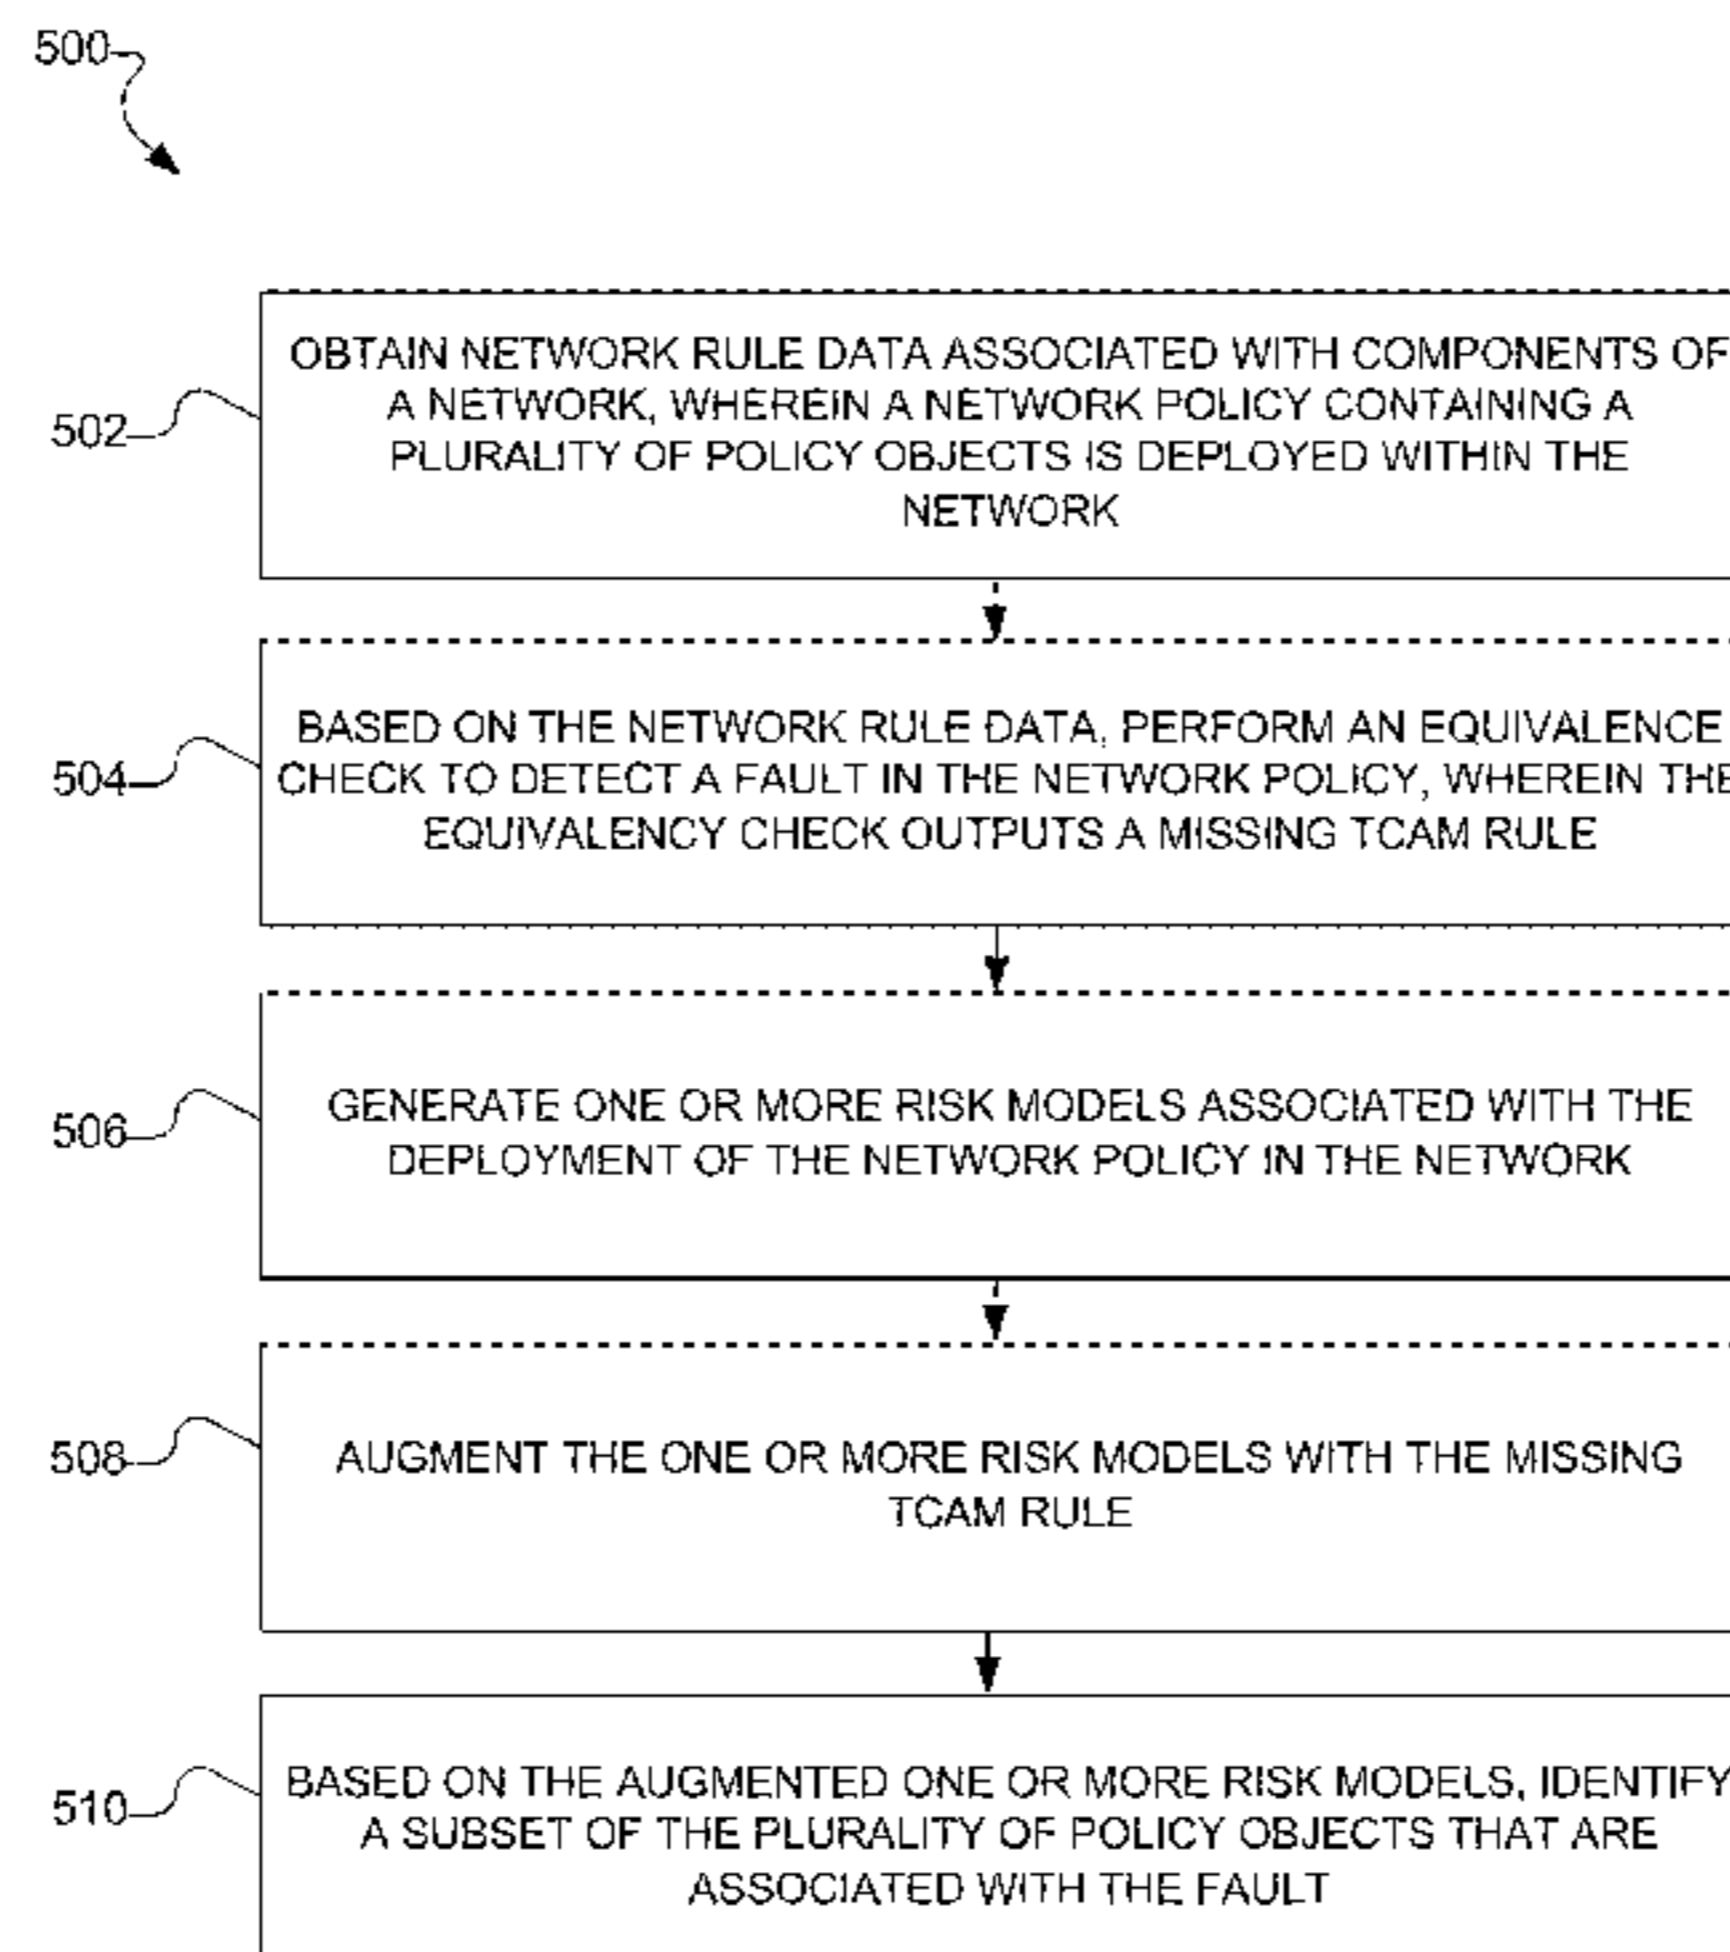 500
502
OBTAIN NETWORK RULE DATA ASSOCIATED WITH COMPONENTS OF
A NETWORK, WHEREIN A NETWORK POLICY CONTAINING A
PLURALITY OF POLICY OBJECTS IS DEPLOYED WITHIN THE
NETWORK
504
BASED ON THE NETWORK RULE DATA, PERFORM AN EQUIVALENCE
CHECK TO DETECT A FAULT IN THE NETWORK POLICY, WHEREIN THE
EQUIVALENCY CHECK OUTPUTS A MISSING TCAM RULE
506
GENERATE ONE OR MORE RISK MODELS ASSOCIATED WITH THE
DEPLOYMENT OF THE NETWORK POLICY IN THE NETWORK
508
AUGMENT THE ONE OR MORE RISK MODELS WITH THE MISSING
TCAM RULE
510
BASED ON THE AUGMENTED ONE OR MORE RISK MODELS, IDENTIFY
A SUBSET OF THE PLURALITY OF POLICY OBJECTS THAT ARE
ASSOCIATED WITH THE FAULT